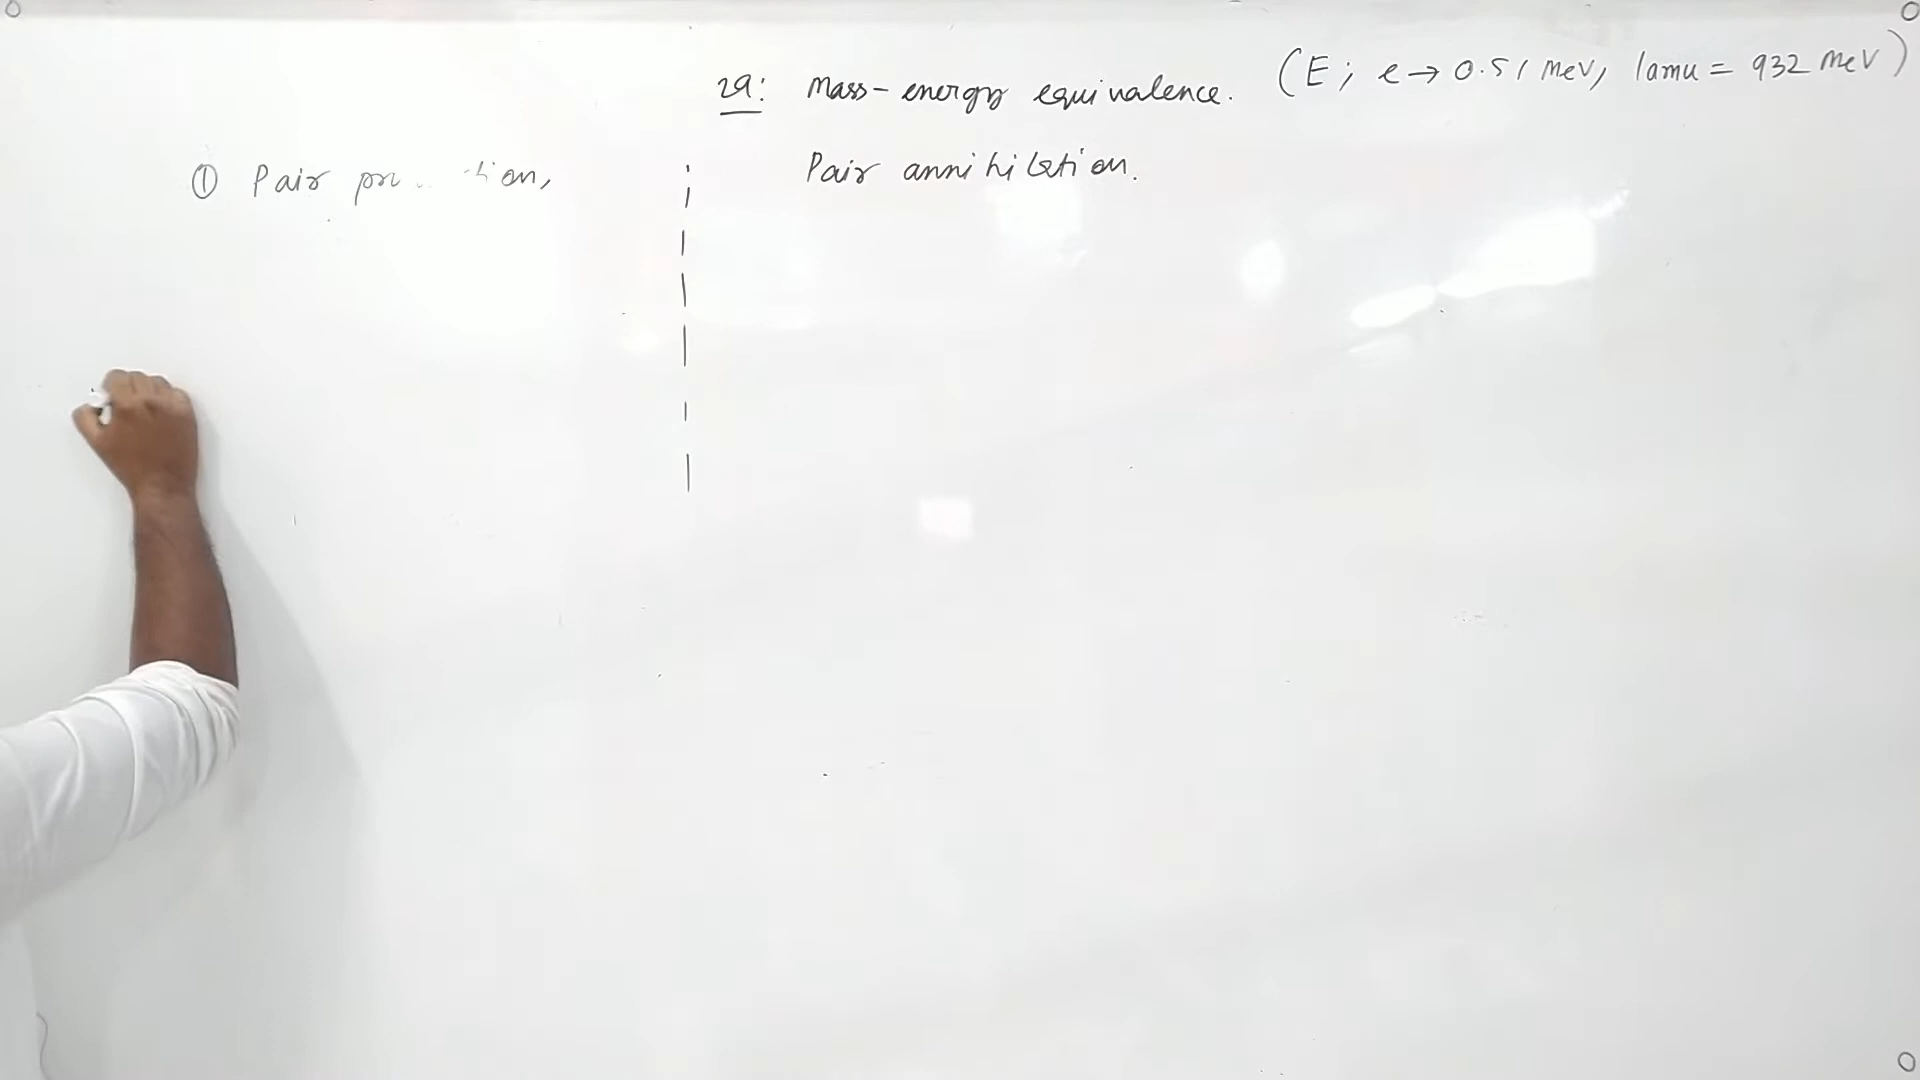 29: Mass-energy equivalence. (E; e → 0.51 MeV, 1amu = 932 MeV)
① Pair
Pair annihilation.